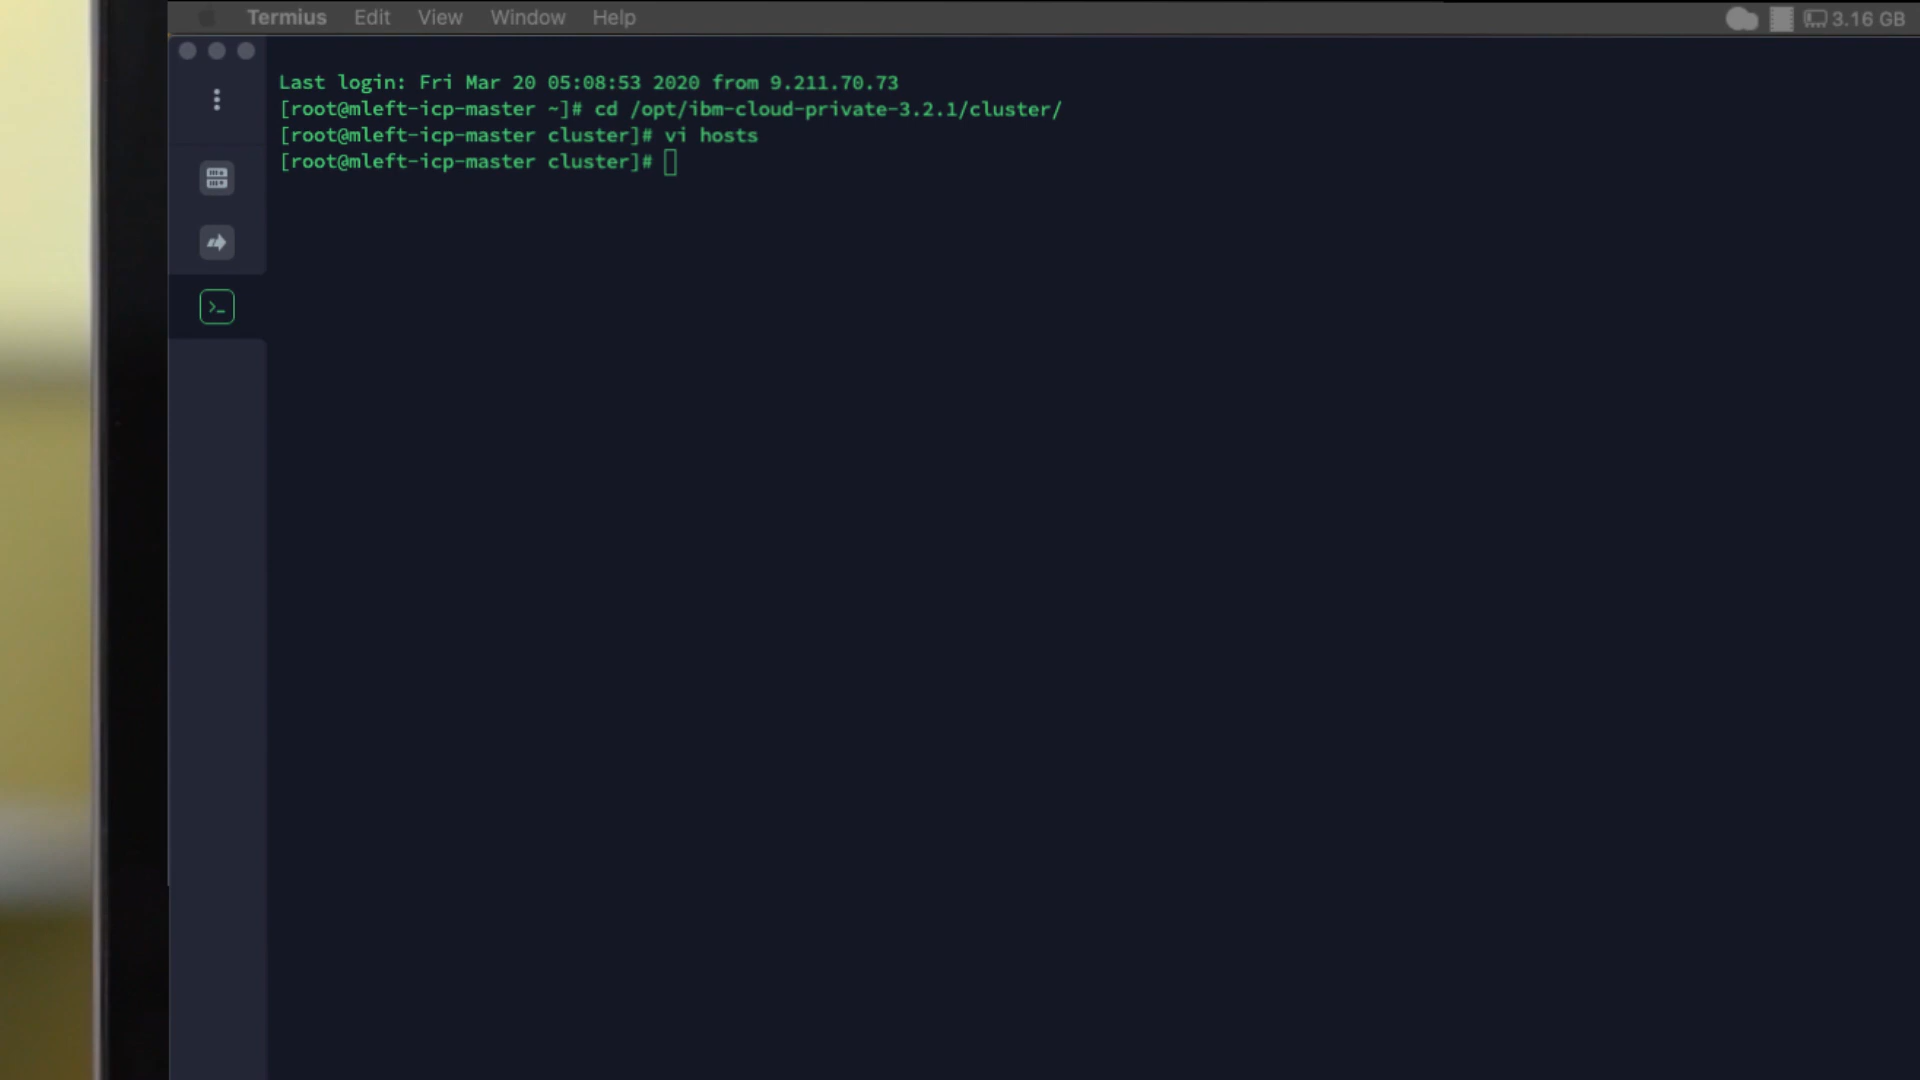 Termius Edit View Window Help 3.16 GB
Last login: Fri Mar 20 05:08:53 2020 from 9.211.70.73
[root@mleft-icp-master ~]# cd /opt/ibm-cloud-private-3.2.1/cluster/
[root@mleft-icp-master cluster]# vi hosts
[root@mleft-icp-master cluster]#